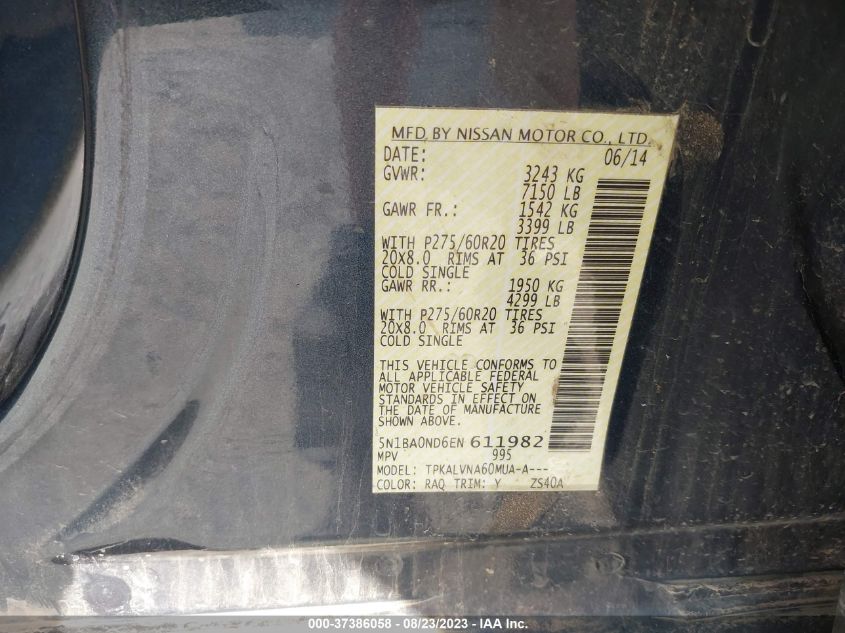 MFD BY NISSAN MOTOR CO., LTD.
DATE: 06/14
GVWR: 3243 KG
7150 LB
GAWR FR.: 1542 KG
3399 LB
WITH P275/60R20 TIRES
20x8.0 RIMS AT 36 PSI
COLD SINGLE
GAWR RR.: 1950 KG
4299 LB
WITH P275/60R20 TIRES
20x8.0 RIMS AT 36 PSI
COLD SINGLE
THIS VEHICLE CONFORMS TO
ALL APPLICABLE FEDERAL
MOTOR VEHICLE SAFETY
STANDARDS IN EFFECT ON
THE DATE OF MANUFACTURE
SHOWN ABOVE.
5N1BA0ND6EN 611982
MPV 995
MODEL: TPKALVNA60MUA-A---
COLOR: RAQ TRIM: Y ZS40A
000-37386058 - 08/23/2023 - IAA Inc.